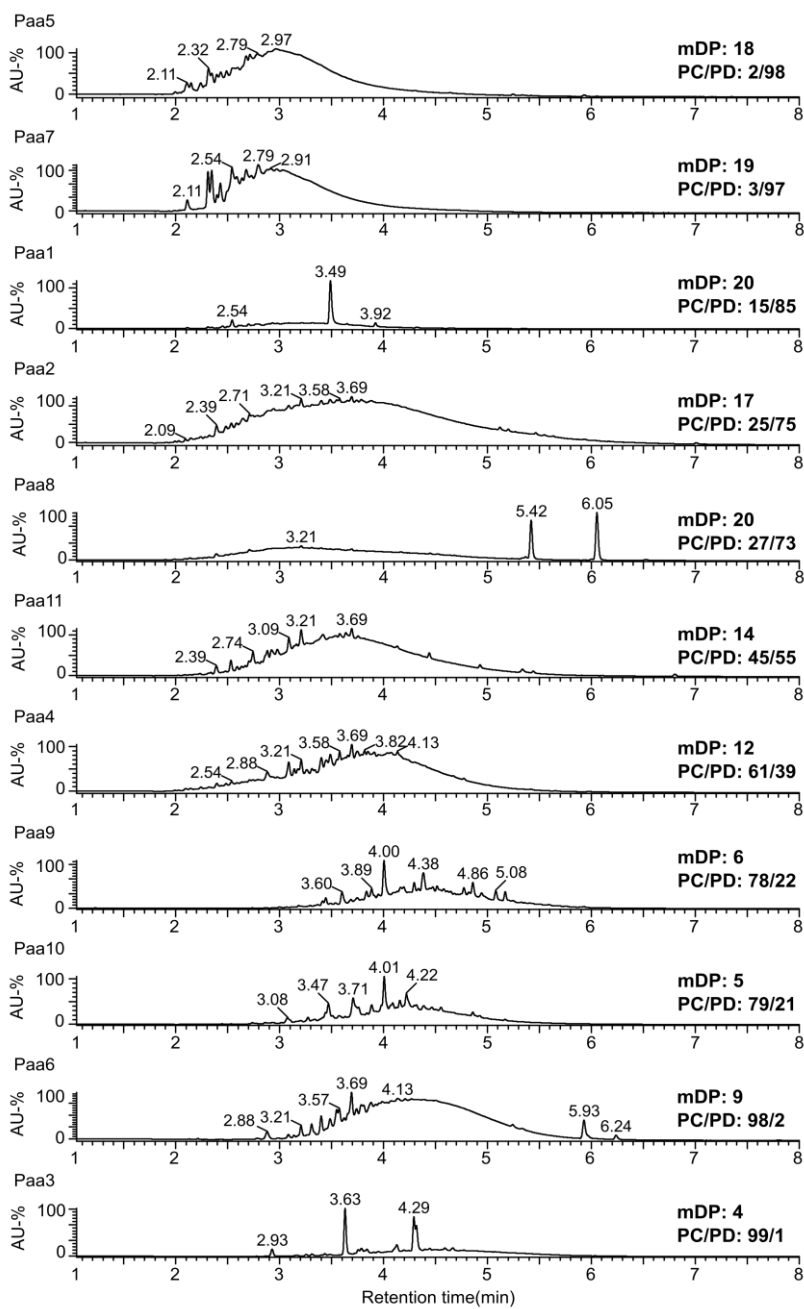 Paa5
AU-%
100
0
2.11
2.32
2.79
2.97
mDP: 18
PC/PD: 2/98
1 2 3 4 5 6 7 8
Paa7
AU-%
100
0
2.11
2.54
2.79
2.91
mDP: 19
PC/PD: 3/97
1 2 3 4 5 6 7 8
Paa1
AU-%
100
0
2.54
3.49
3.92
mDP: 20
PC/PD: 15/85
1 2 3 4 5 6 7 8
Paa2
AU-%
100
0
2.09
2.39
2.71
3.21
3.58
3.69
mDP: 17
PC/PD: 25/75
1 2 3 4 5 6 7 8
Paa8
AU-%
100
0
3.21
5.42
6.05
mDP: 20
PC/PD: 27/73
1 2 3 4 5 6 7 8
Paa11
AU-%
100
0
2.39
2.74
3.09
3.21
3.69
mDP: 14
PC/PD: 45/55
1 2 3 4 5 6 7 8
Paa4
AU-%
100
0
2.54
2.88
3.21
3.58
3.69
3.82
4.13
mDP: 12
PC/PD: 61/39
1 2 3 4 5 6 7 8
Paa9
AU-%
100
0
3.60
3.89
4.00
4.38
4.86
5.08
mDP: 6
PC/PD: 78/22
1 2 3 4 5 6 7 8
Paa10
AU-%
100
0
3.08
3.47
3.71
4.01
4.22
mDP: 5
PC/PD: 79/21
1 2 3 4 5 6 7 8
Paa6
AU-%
100
0
2.88
3.21
3.57
3.69
4.13
5.93
6.24
mDP: 9
PC/PD: 98/2
1 2 3 4 5 6 7 8
Paa3
AU-%
100
0
2.93
3.63
4.29
mDP: 4
PC/PD: 99/1
1 2 3 4 5 6 7 8
Retention time(min)